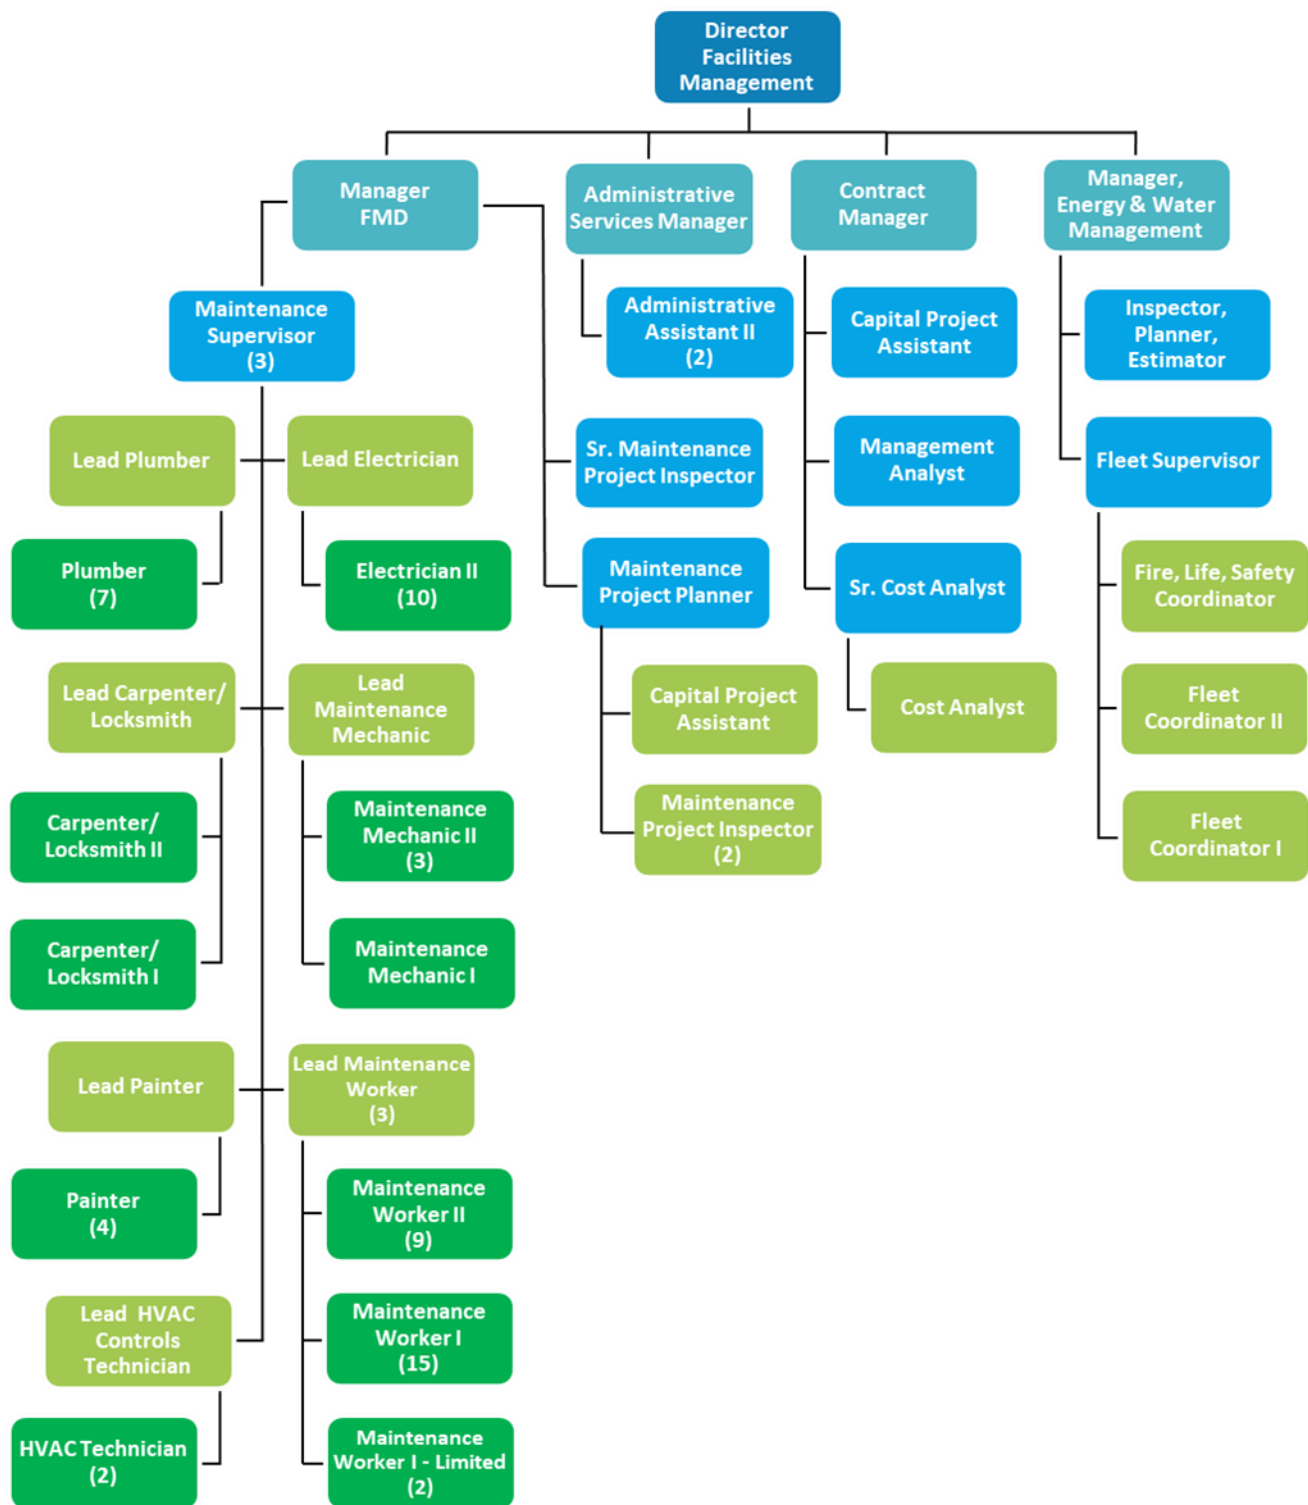 Director
Facilities
Management
Manager
FMD
Administrative
Services Manager
Contract
Manager
Manager,
Energy & Water
Management
Maintenance
Supervisor
(3)
Administrative
Assistant II
(2)
Capital Project
Assistant
Inspector,
Planner,
Estimator
Lead Plumber
Lead Electrician
Sr. Maintenance
Project Inspector
Management
Analyst
Fleet Supervisor
Plumber
(7)
Electrician II
(10)
Maintenance
Project Planner
Sr. Cost Analyst
Fire, Life, Safety
Coordinator
Lead Carpenter/
Locksmith
Lead
Maintenance
Mechanic
Capital Project
Assistant
Cost Analyst
Fleet
Coordinator II
Carpenter/
Locksmith II
Maintenance
Mechanic II
(3)
Maintenance
Project Inspector
(2)
Fleet
Coordinator I
Carpenter/
Locksmith I
Maintenance
Mechanic I
Lead Painter
Lead Maintenance
Worker
(3)
Painter
(4)
Maintenance
Worker II
(9)
Lead HVAC
Controls
Technician
Maintenance
Worker I
(15)
HVAC Technician
(2)
Maintenance
Worker I - Limited
(2)